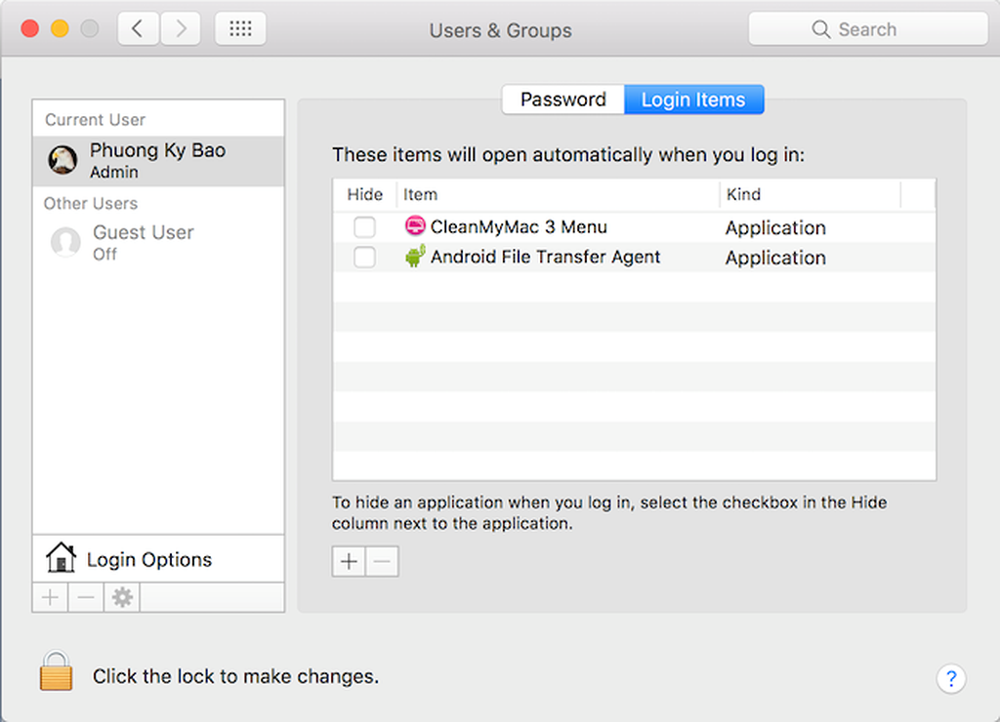 Users & Groups
Search
Password
Login Items
Current User
Phuong Ky Bao
Admin
Other Users
Guest User
Off
Login Options
These items will open automatically when you log in:
Hide Item Kind
CleanMyMac 3 Menu Application
Android File Transfer Agent Application
To hide an application when you log in, select the checkbox in the Hide
column next to the application.
Click the lock to make changes.
?